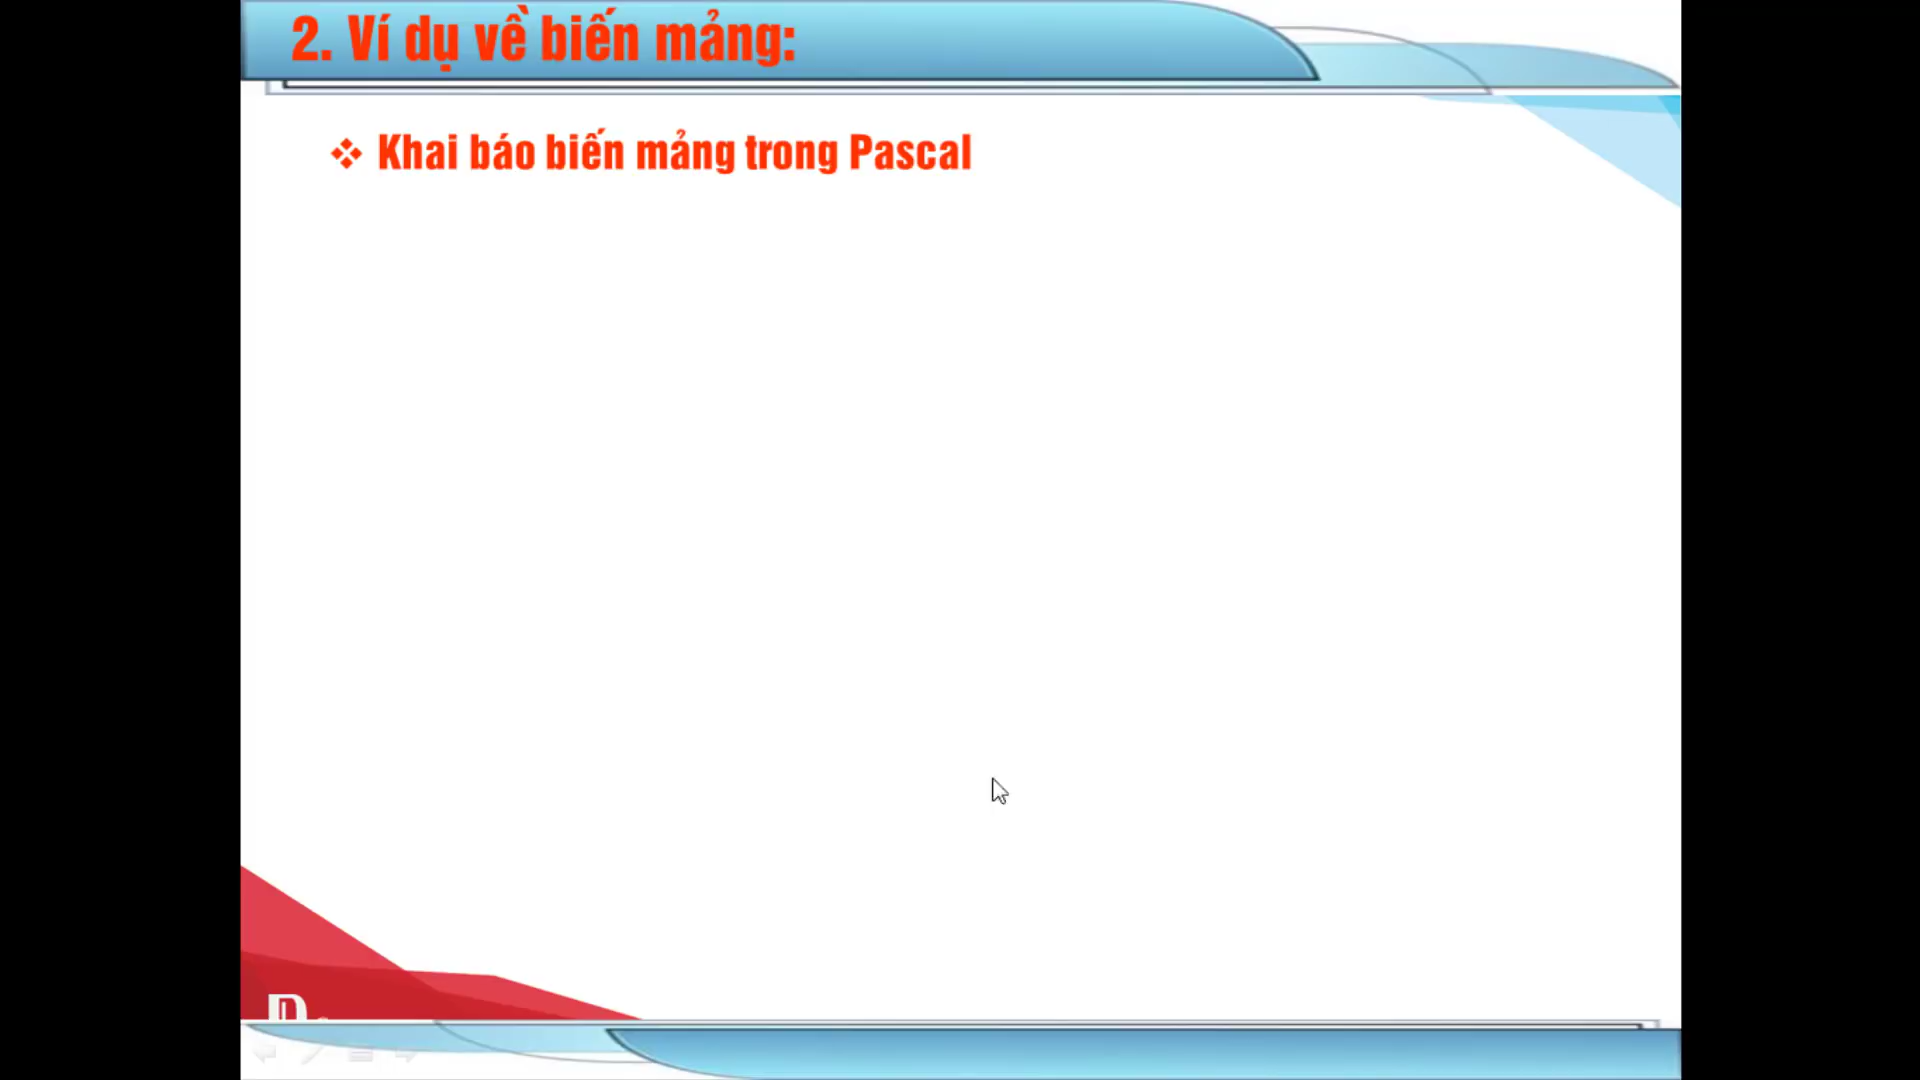 2. Ví dụ về biến mảng:
Khai báo biến mảng trong Pascal